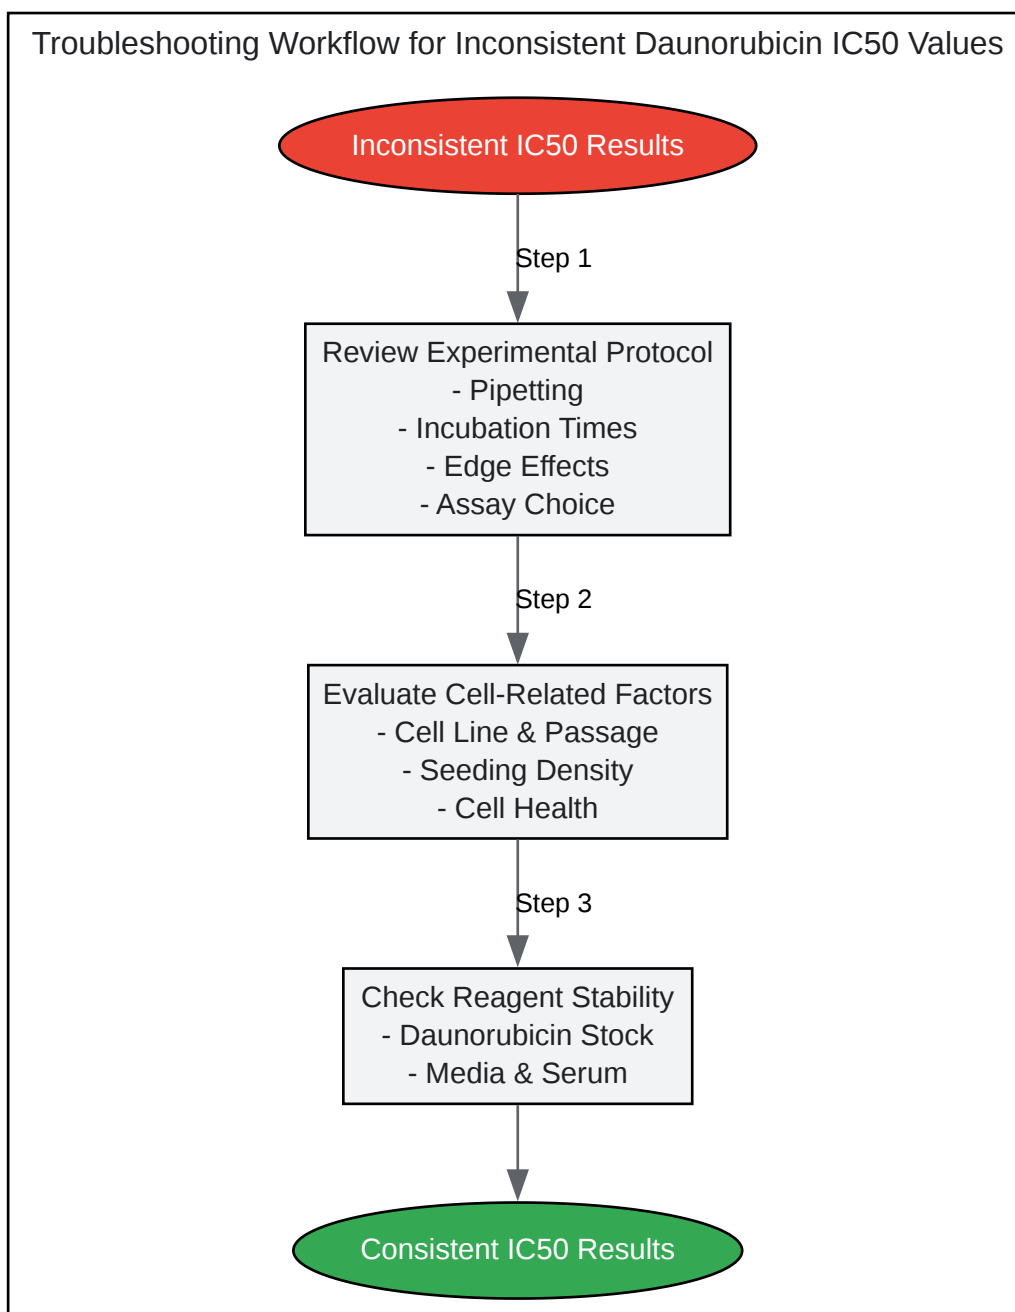 Troubleshooting Workflow for Inconsistent Daunorubicin IC50 Values
Inconsistent IC50 Results
Step 1
Review Experimental Protocol
- Pipetting
- Incubation Times
- Edge Effects
- Assay Choice
Step 2
Evaluate Cell-Related Factors
- Cell Line & Passage
- Seeding Density
- Cell Health
Step 3
Check Reagent Stability
- Daunorubicin Stock
- Media & Serum
Consistent IC50 Results